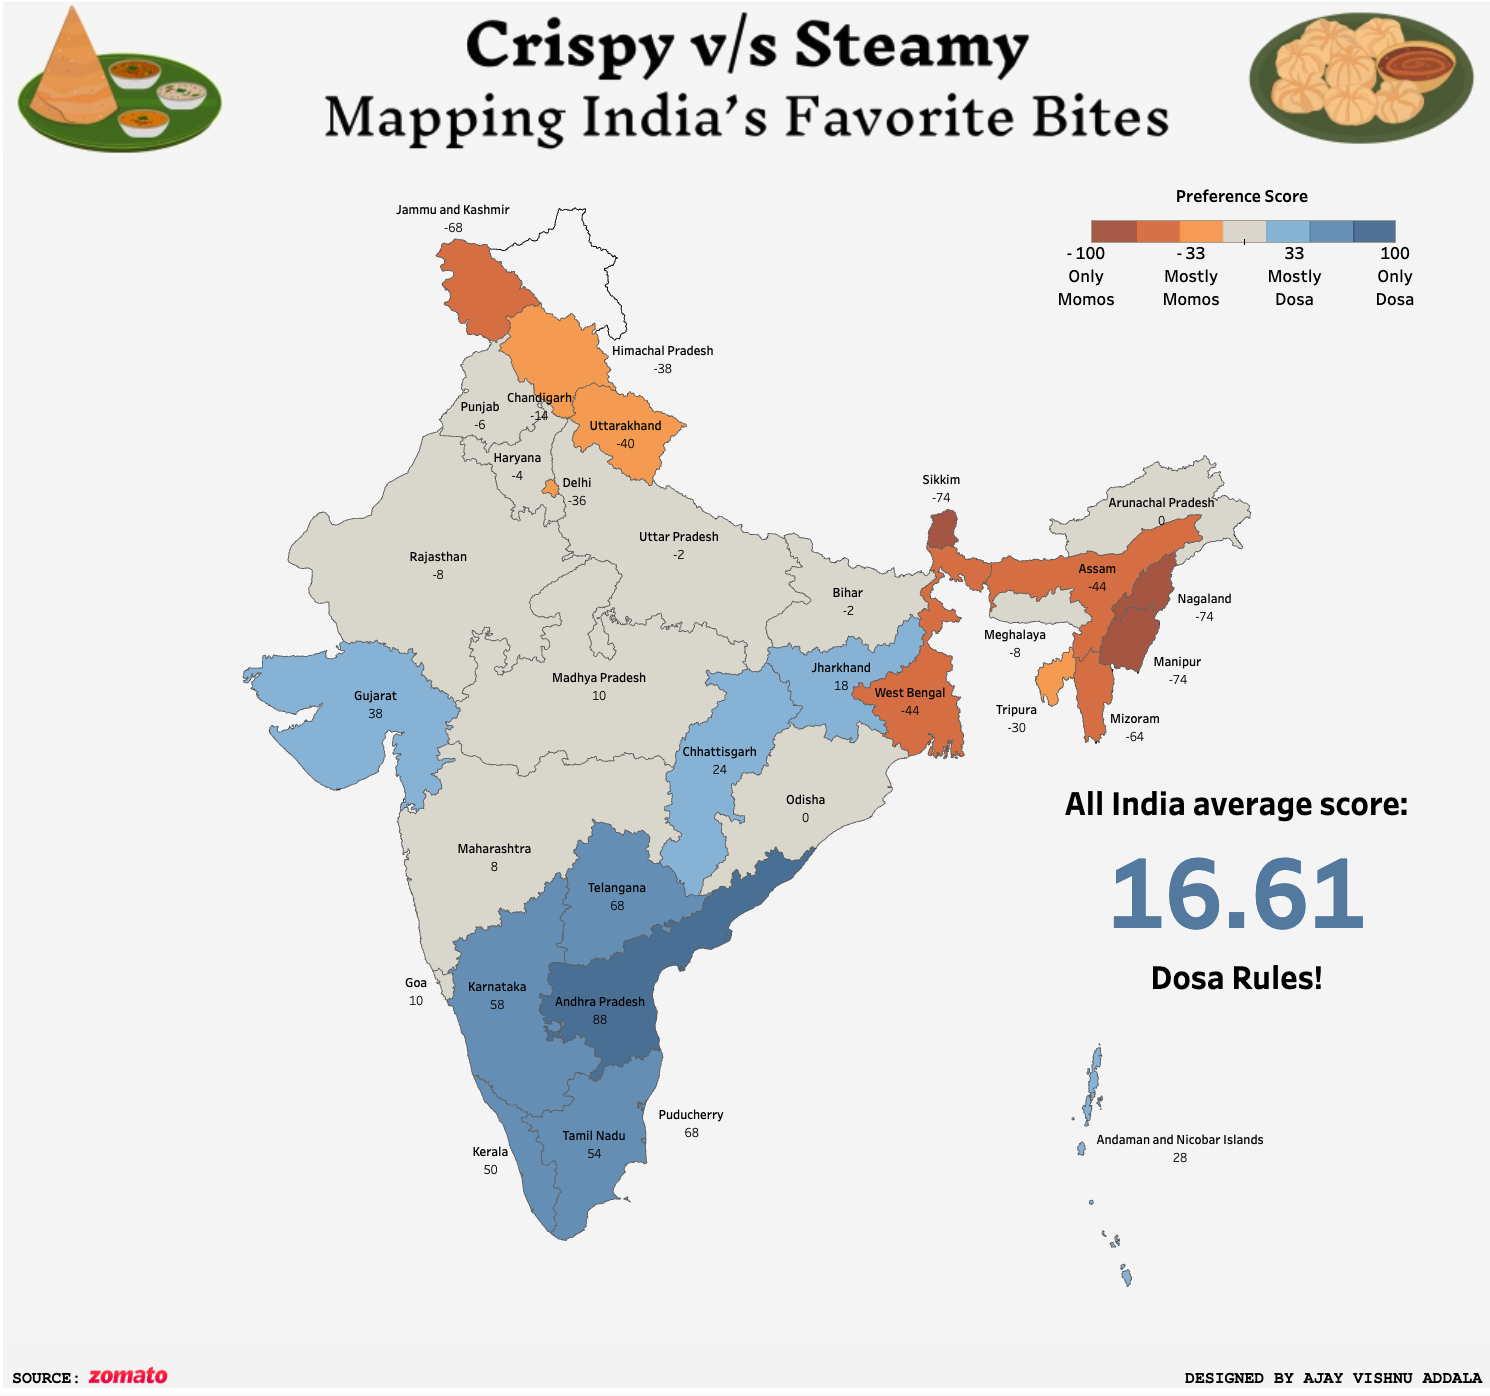 Crispy v/s Steamy
Mapping India's Favorite Bites
Preference Score
-100 -33 33 100
Only Mostly Mostly Only
Momos Momos Dosa Dosa
Jammu and Kashmir
-68
Himachal Pradesh
-38
Chandigarh
-14
Punjab
-6
Uttarakhand
-40
Haryana
-4
Delhi
-36
Sikkim
-74
Arunachal Pradesh
0
Uttar Pradesh
-2
Rajasthan
-8
Assam
-44
Bihar
-2
Nagaland
-74
Meghalaya
-8
Manipur
-74
Jharkhand
18
Madhya Pradesh
10
Gujarat
38
West Bengal
-44
Tripura
-30
Mizoram
-64
Chhattisgarh
24
Odisha
0
All India average score:
16.61
Dosa Rules!
Maharashtra
8
Telangana
68
Goa
10
Karnataka
58
Andhra Pradesh
88
Puducherry
68
Tamil Nadu
54
Kerala
50
Andaman and Nicobar Islands
28
SOURCE: zomato
DESIGNED BY AJAY VISHNU ADDALA